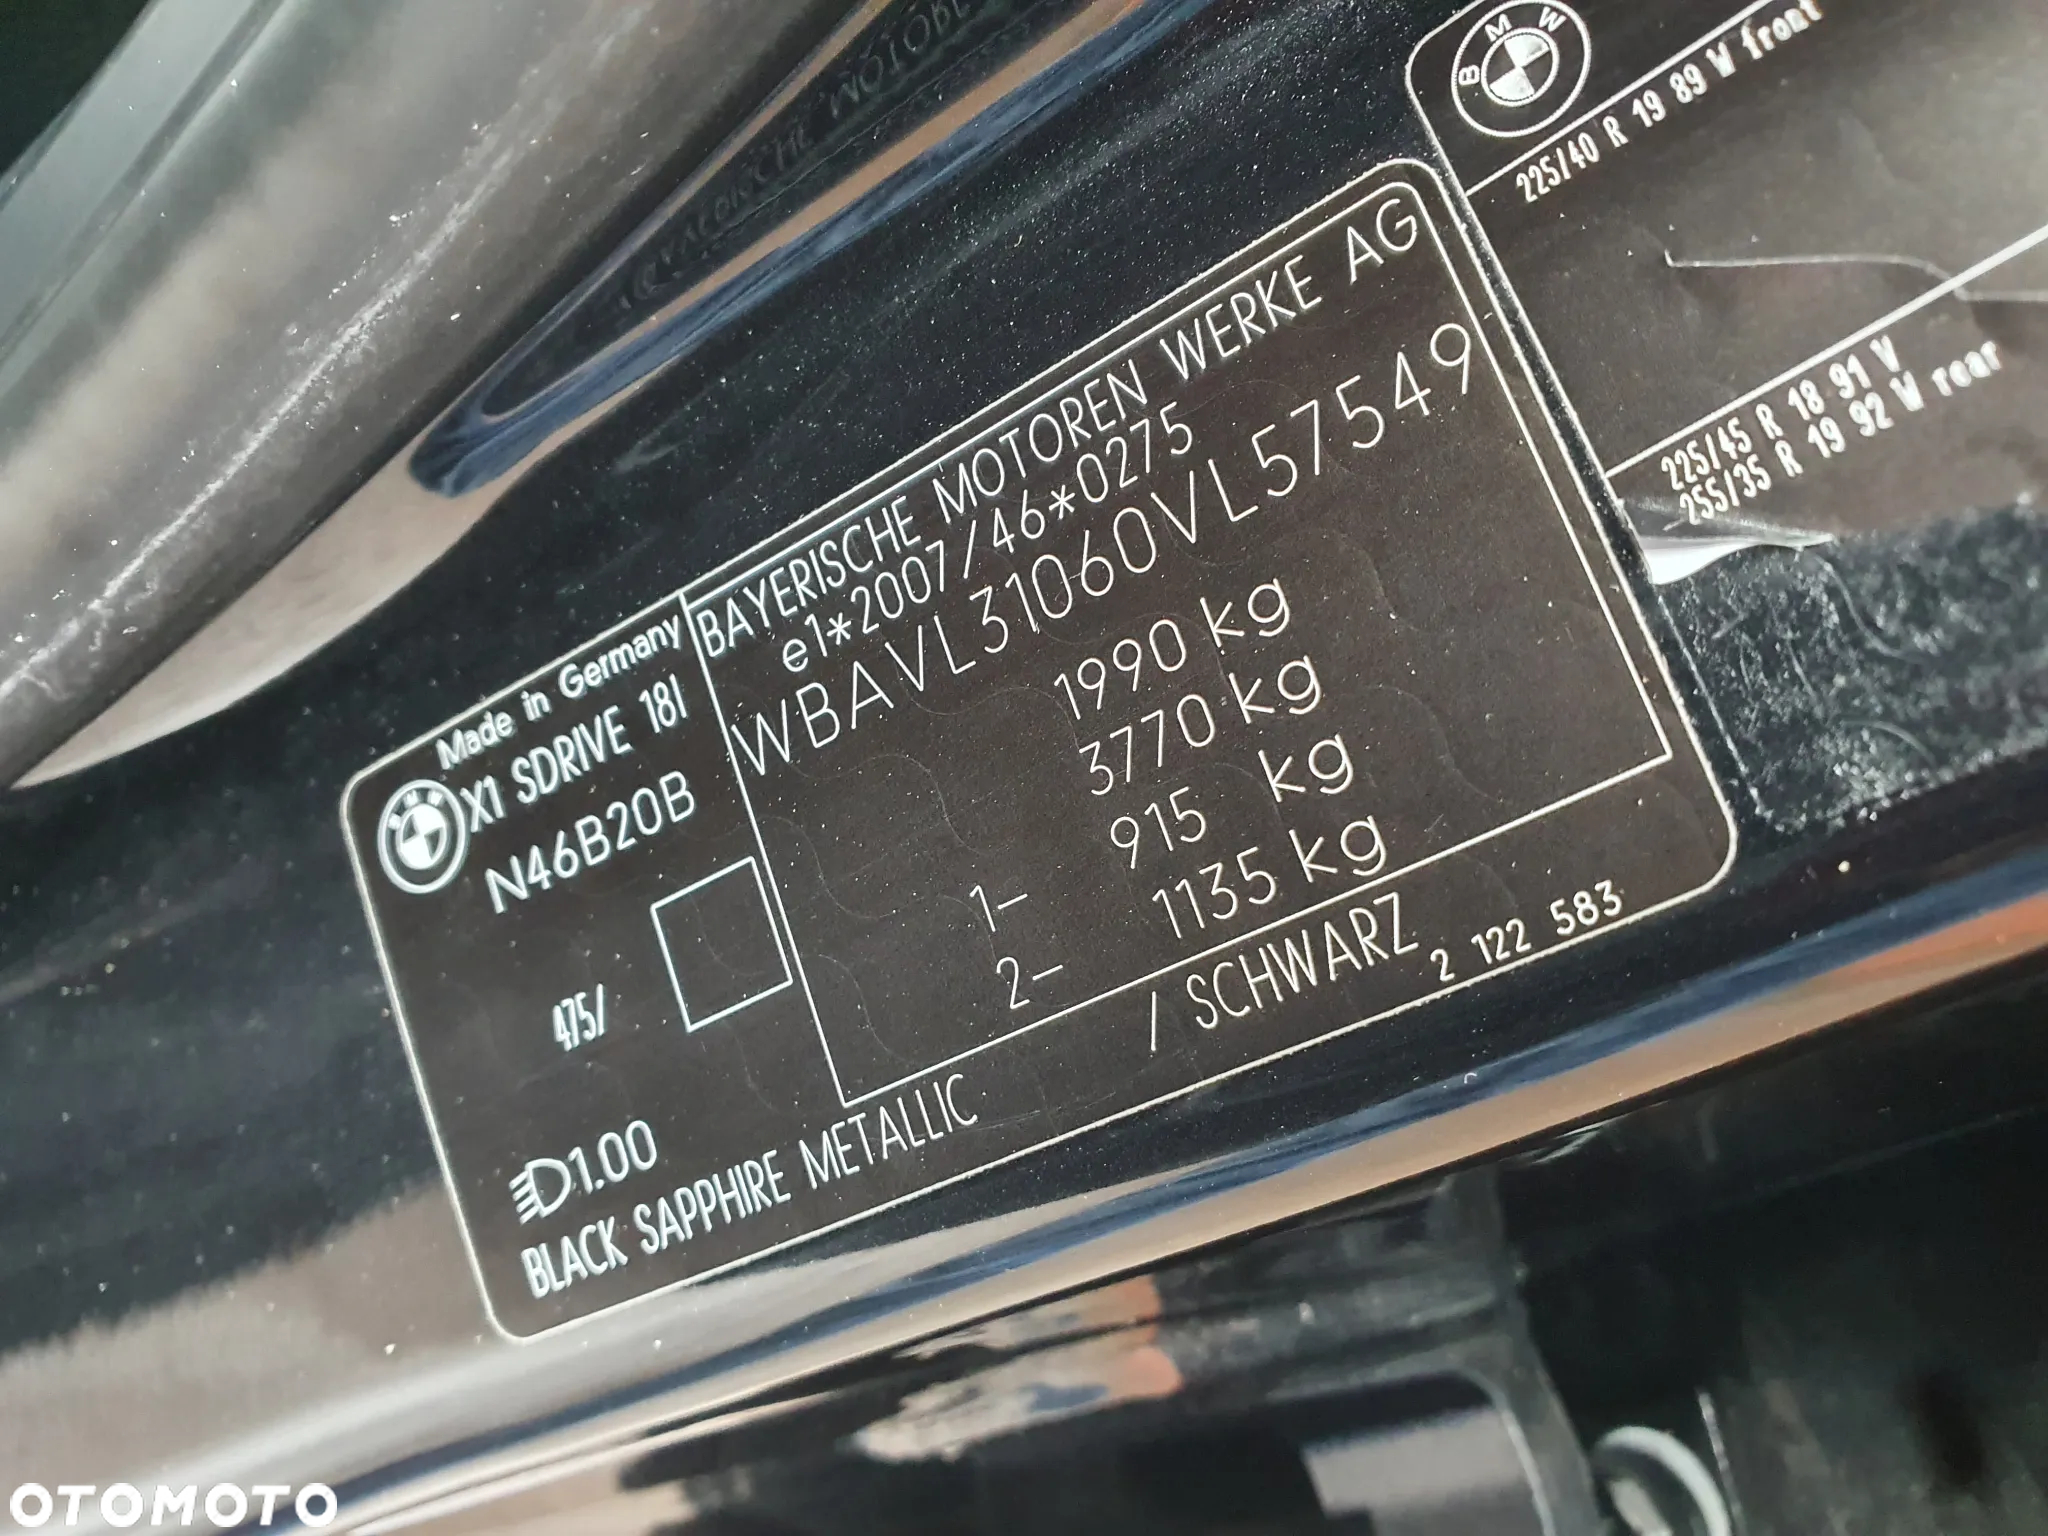 BMW
225/40 R 19 89 W front
225/45 R 18 91 V
255/35 R 19 92 W rear
Made in Germany
BAYERISCHE MOTOREN WERKE AG
X1 SDRIVE 18I
e1*2007/46*0275
N46B20B
WBAVL31060VL57549
1990 kg
3770 kg
1- 915 kg
2- 1135 kg
475/
1.00
BLACK SAPPHIRE METALLIC / SCHWARZ
2 122 583
OTOMOTO